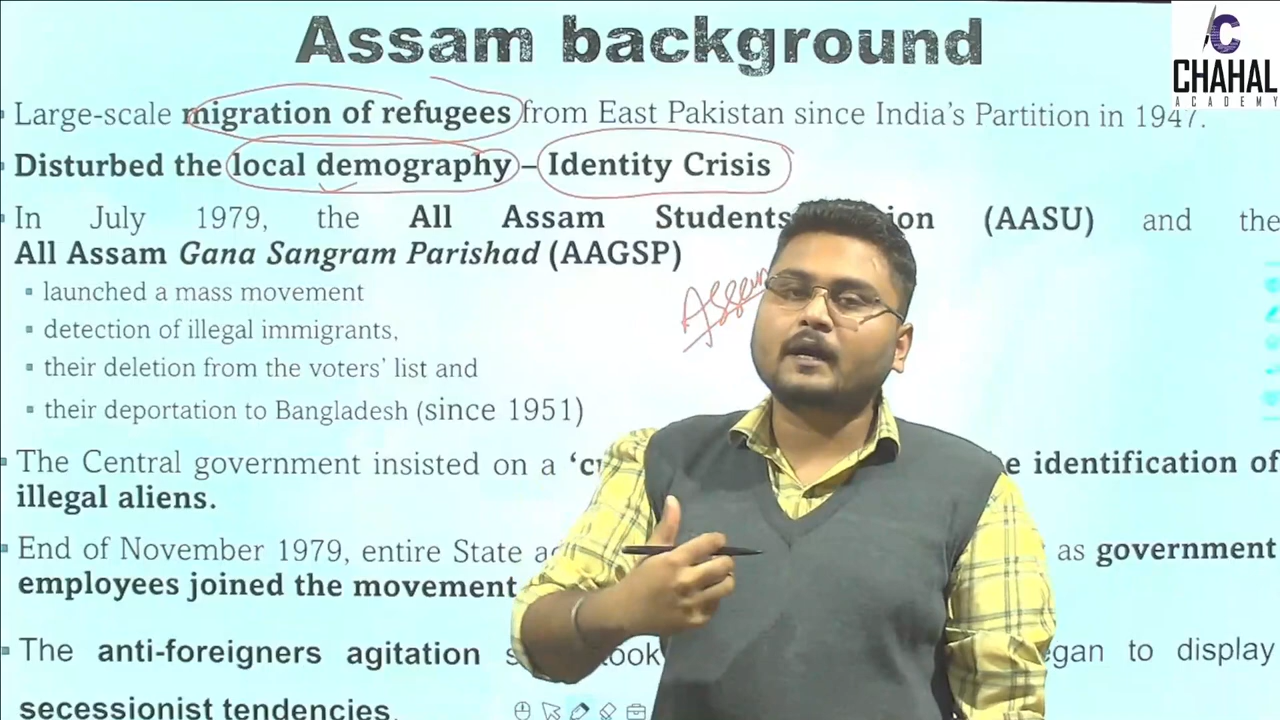 Assam background
CHAHAL
ACADEMY
Large-scale migration of refugees from East Pakistan since India's Partition in 1947.
Disturbed the local demography – Identity Crisis
In July 1979, the All Assam Students (AASU) and the
All Assam Gana Sangram Parishad (AAGSP)
Assam
launched a mass movement
detection of illegal immigrants,
their deletion from the voters' list and
their deportation to Bangladesh (since 1951)
The Central government insisted on a identification of
illegal aliens.
End of November 1979, entire State as government
employees joined the movement
The anti-foreigners agitation to display
secessionist tendencies.